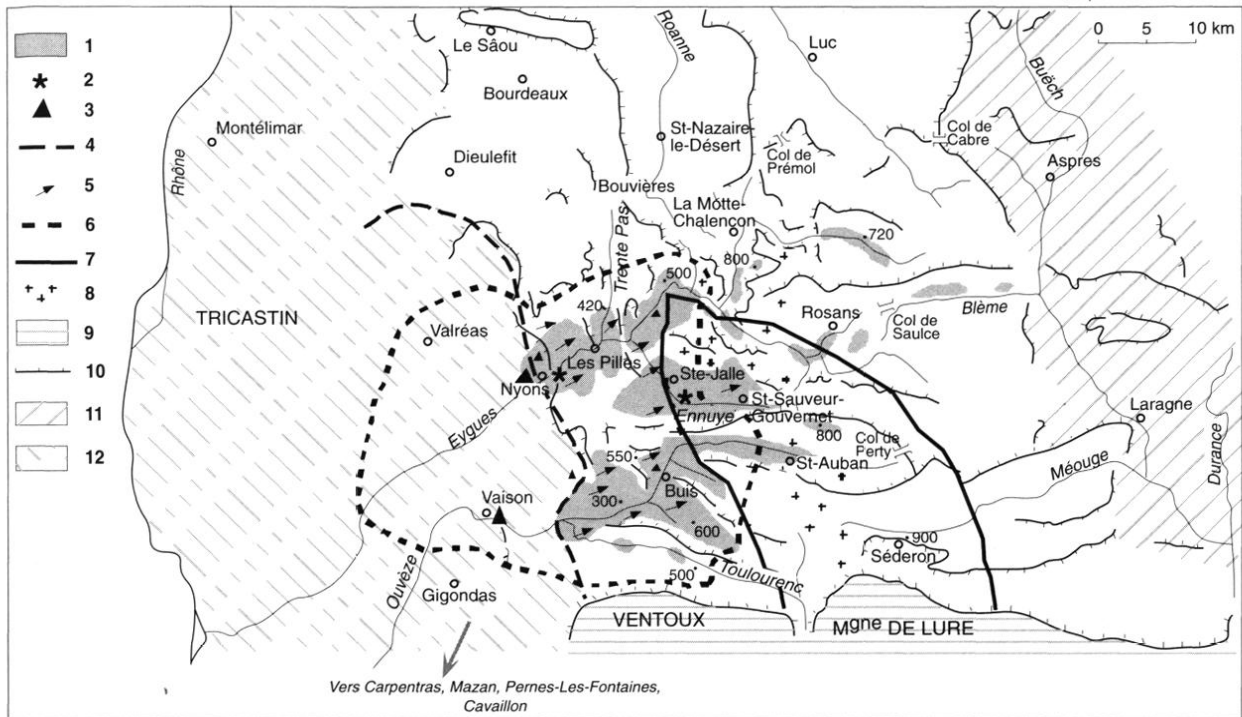 1
2
3
4
5
6
7
8
9
10
11
12
0 5 10 km
Le Sâou
Bourdeaux
Roanne
Luc
Buëch
Montélimar
Rhône
Dieulefit
St-Nazaire-
le-Désert
Col de
Prémol
Col de
Cabre
Aspres
Bouvières
La Motte-
Chalençon
Trente Pas
720
800
500
420
TRICASTIN
Valréas
Les Pilles
Nyons
Ste-Jalle
Ennuye
St-Sauveur-
Gouvernet
Rosans
Col de
Saulce
Blème
Laragne
Durance
Eygues
550
Buis
300
600
800
St-Auban
Col de
Perty
Méouge
Vaison
Ouvèze
Gigondas
500
Toulourenc
900
Séderon
VENTOUX
Mgne DE LURE
Vers Carpentras, Mazan, Pernes-Les-Fontaines,
Cavaillon